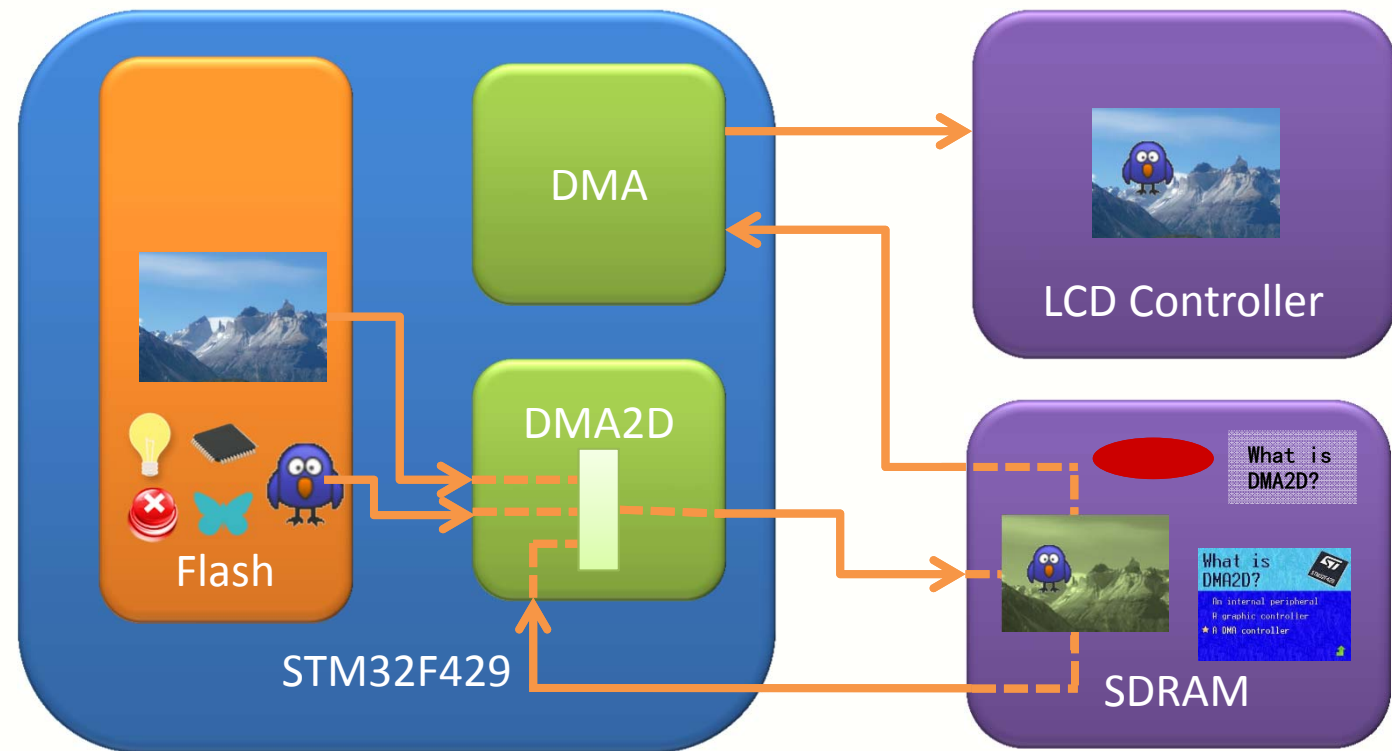 DMA
LCD Controller
DMA2D
Flash
STM32F429
What is
DMA2D?
What is
DMA2D?
An internal peripheral
A graphic controller
★ A DMA controller
STM32F429
SDRAM